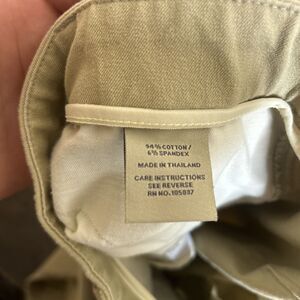 94% COTTON/
6% SPANDEX
MADE IN THAILAND
CARE INSTRUCTIONS
SEE REVERSE
RN NO. 105897